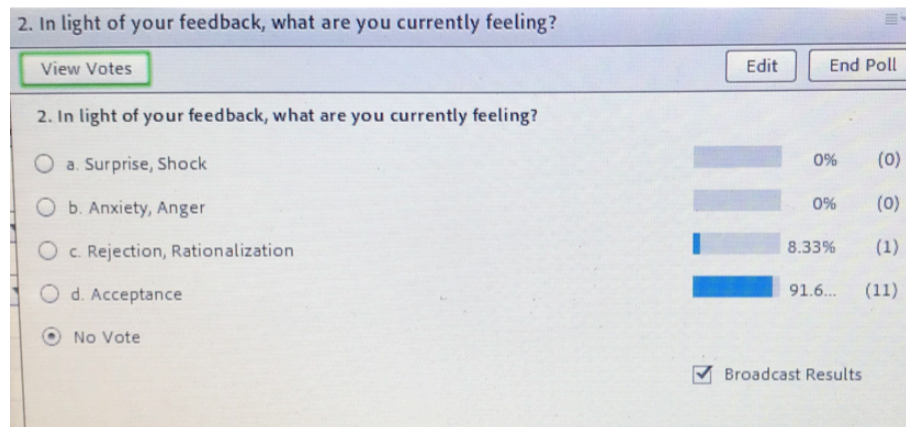 2. In light of your feedback, what are you currently feeling?
View Votes
Edit
End Poll
2. In light of your feedback, what are you currently feeling?
a. Surprise, Shock 0% (0)
b. Anxiety, Anger 0% (0)
c. Rejection, Rationalization 8.33% (1)
d. Acceptance 91.6... (11)
No Vote
Broadcast Results